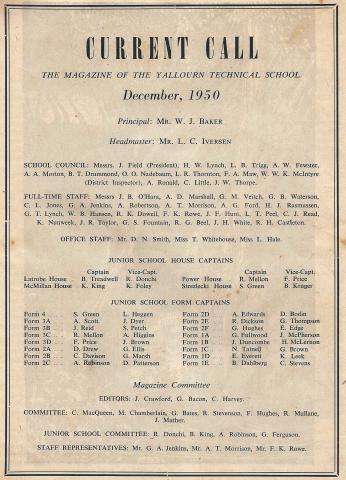 CURRENT CALL
THE MAGAZINE OF THE YALLOURN TECHNICAL SCHOOL
December, 1950
Principal: MR. W. J. BAKER
Headmaster: MR. L. C. IVERSEN
SCHOOL COUNCIL: Messrs. J. Field (President), H. W. Lynch, L. B. Trigg, A. W. Fewster,
A. A. Morton, B. T. Drummond, O. O. Nadebaum, L. R. Thornton, F. A. Maw, W. W. K. McIntyre
(District Inspector), A. Ronald, C. Little, J. W. Thorpe.
FULL-TIME STAFF: Messrs. J. B. O'Hara, A. D. Marshall, G. M. Veitch, G. B. Waterson,
C. L. Jones, G. A. Jenkins, A. Robertson, A. T. Morrison, A. G. Ford, H. J. Rasmussen,
G. T. Lynch, W. B. Hansen, R. K. Dowell, F. K. Rowe, J. F. Hunt, L. T. Peel, C. J. Read,
K. Nuttweek, J. R. Taylor, G. S. Fountain, R. G. Beel, J. H. White, R. H. Castleton.
OFFICE STAFF: Mr. D. N. Smith, Miss T. Whitehouse, Miss L. Hale.
JUNIOR SCHOOL HOUSE CAPTAINS
Captain Vice-Capt. Captain Vice-Capt.
Latrobe House B. Treadwell R. Donchi Power House R. Mellon F. Price
McMillan House K. King K. Foley Strzelecki House S. Green B. Kruger
JUNIOR SCHOOL FORM CAPTAINS
Form 4 S. Green L. Huggen Form 2D A. Edwards D. Bodin
Form 3A A. Scott J. Dyer Form 2E R. Dickson G. Thompson
Form 3B J. Reid S. Petch Form 2F G. Hughes E. Edge
Form 3C R. Mellon A. Higgins Form 1A G. Fullwood J. McPherson
Form 3D F. Price J. Brown Form 1B J. Duncombe H. McLernon
Form 2A D. Drew G. Ellis Form 1C N. Tatnell G. Brown
Form 2B C. Davison G. Marsh Form 1D E. Everett K. Leek
Form 2C A. Robinson D. Patterson Form 1E B. Dahlberg C. Stevens
Magazine Committee
EDITORS: J. Crawford, G. Bacon, C. Harvey.
COMMITTEE: C. MacQueen, M. Chamberlain, G. Bates, R. Stevenson, F. Hughes, R. Mullane,
J. Mather.
JUNIOR SCHOOL COMMITTEE: R. Donchi, B. King, A. Robinson, G. Ferguson.
STAFF REPRESENTATIVES: Mr. G. A. Jenkins, Mr. A. T. Morrison, Mr. F. K. Rowe.